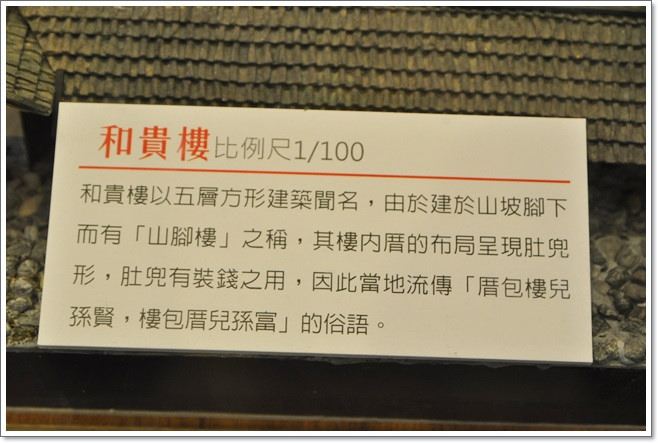 和貴樓比例尺1/100
和貴樓以五層方形建築聞名，由於建於山坡腳下
而有「山腳樓」之稱，其樓內厝的布局呈現肚兜
形，肚兜有裝錢之用，因此當地流傳「厝包樓兒
孫賢，樓包厝兒孫富」的俗語。